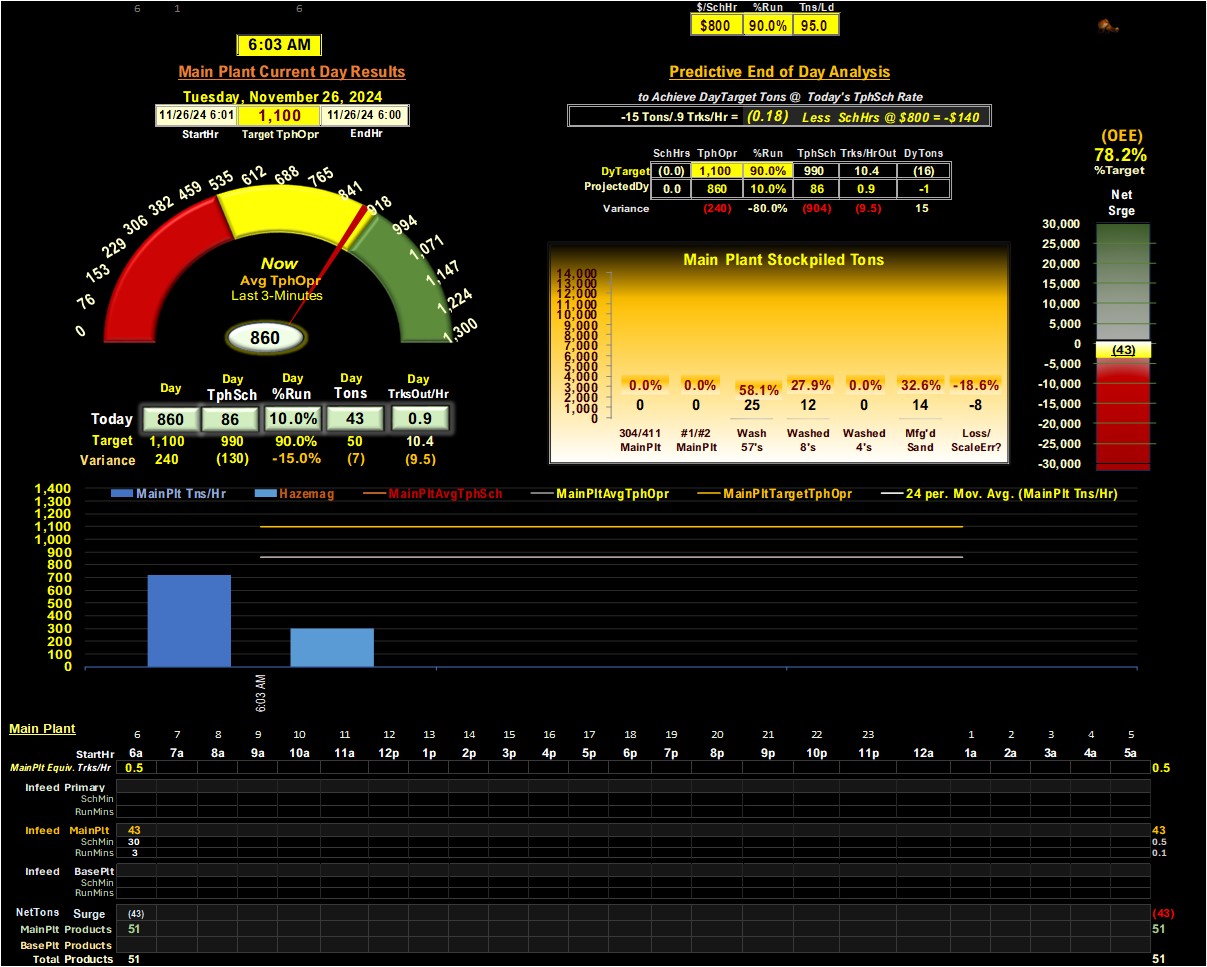 6 1 6
$/SchHr %Run Tns/Ld
$800 90.0% 95.0
6:03 AM
Main Plant Current Day Results
Predictive End of Day Analysis
Tuesday, November 26, 2024
to Achieve DayTarget Tons @ Today's TphSch Rate
11/26/24 6:01 1,100 11/26/24 6:00
-15 Tons/.9 Trks/Hr = (0.18) Less SchHrs @ $800 = -$140
StartHr Target TphOpr EndHr
(OEE)
78.2%
%Target
SchHrs TphOpr %Run TphSch Trks/HrOut DyTons
DyTarget (0.0) 1,100 90.0% 990 10.4 (16)
ProjectedDy 0.0 860 10.0% 86 0.9 -1
Variance (240) -80.0% (904) (9.5) 15
Net
Srge
0 76 153 229 306 382 459 535 612 688 765 841 918 994 1,071 1,147 1,224 1,300
Now
Avg TphOpr
Last 3-Minutes
860
Main Plant Stockpiled Tons
14,000
13,000
12,000
11,000
10,000
9,000
8,000
7,000
6,000
5,000
4,000
3,000
2,000
1,000
0
0.0% 0.0% 58.1% 27.9% 0.0% 32.6% -18.6%
0 0 25 12 0 14 -8
304/411 #1/#2 Wash Washed Washed Mfg'd Loss/
MainPlt MainPlt 57's 8's 4's Sand ScaleErr?
30,000
25,000
20,000
15,000
10,000
5,000
0
(43)
-5,000
-10,000
-15,000
-20,000
-25,000
-30,000
Day Day TphSch Day %Run Day Tons Day TrksOut/Hr
Today 860 86 10.0% 43 0.9
Target 1,100 990 90.0% 50 10.4
Variance 240 (130) -15.0% (7) (9.5)
MainPlt Tns/Hr Hazemag MainPltAvgTphSch MainPltAvgTphOpr MainPltTargetTphOpr 24 per. Mov. Avg. (MainPlt Tns/Hr)
1,400
1,300
1,200
1,100
1,000
900
800
700
600
500
400
300
200
100
0
6:03 AM
Main Plant
6 7 8 9 10 11 12 13 14 15 16 17 18 19 20 21 22 23 1 2 3 4 5
StartHr 6a 7a 8a 9a 10a 11a 12p 1p 2p 3p 4p 5p 6p 7p 8p 9p 10p 11p 12a 1a 2a 3a 4a 5a
MainPlt Equiv. Trks/Hr 0.5 0.5
Infeed Primary
SchMin
RunMins
Infeed MainPlt 43 43
SchMin 30 0.5
RunMins 3 0.1
Infeed BasePlt
SchMin
RunMins
NetTons Surge (43) (43)
MainPlt Products 51 51
BasePlt Products
Total Products 51 51